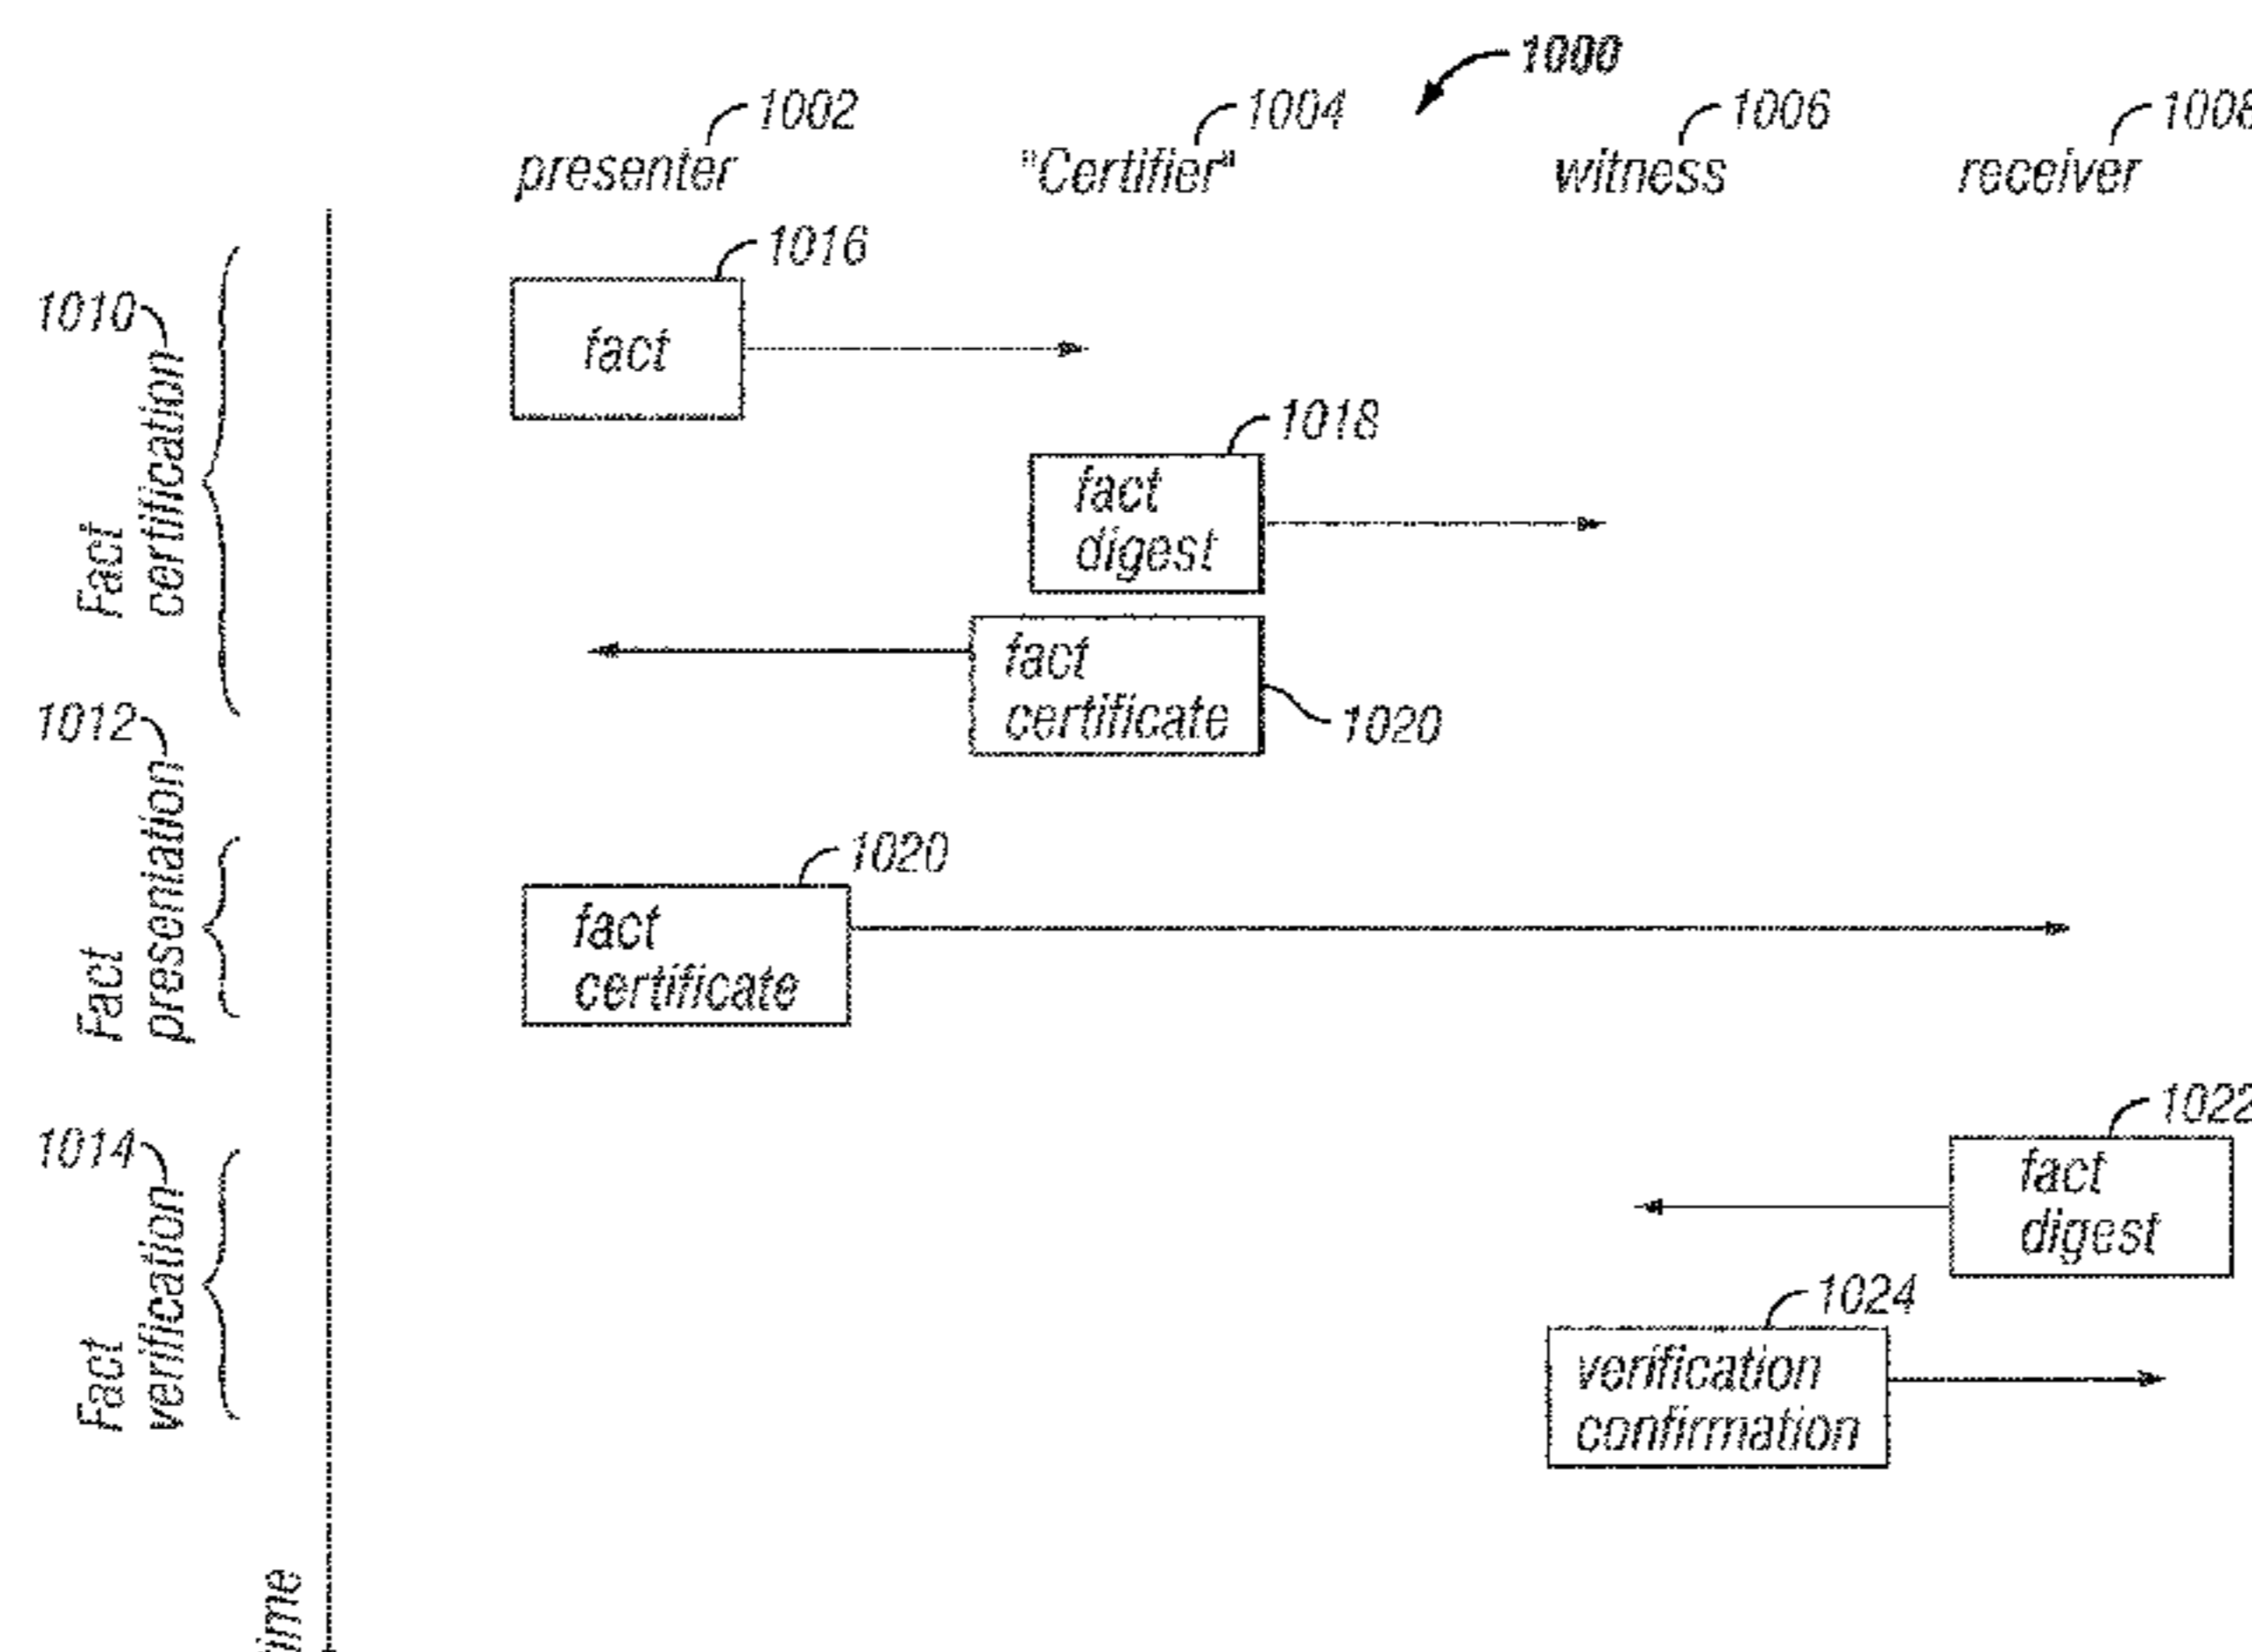 1000
1002
1004
1006
1008
presenter
"Certifier"
witness
receiver
1016
1010
fact
Fact
certification
1018
fact
digest
fact
certificate
1020
1012
Fact
presentation
1020
fact
certificate
1022
1014
Fact
verification
fact
digest
1024
verification
confirmation